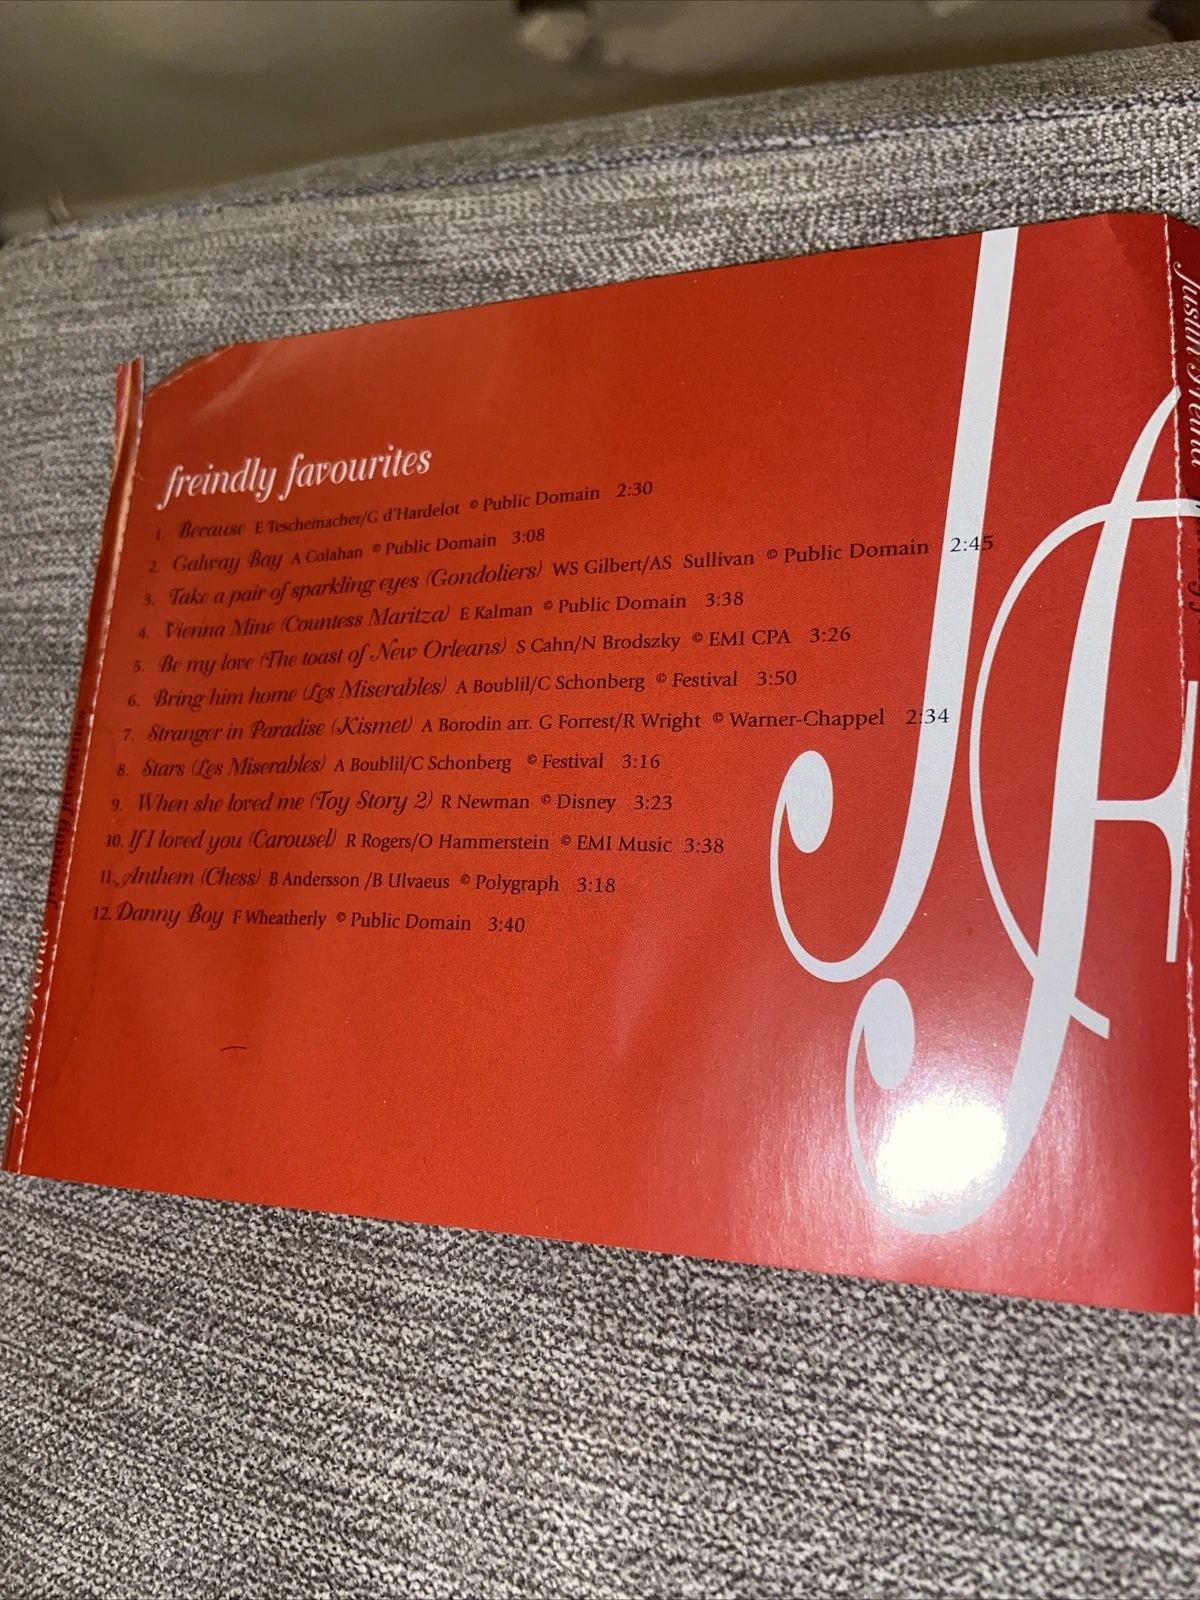 freindly favourites
1. Because E Teschemacher/G d'Hardelot © Public Domain 2:30
2. Galway Bay A Colahan © Public Domain 3:08
3. Take a pair of sparkling eyes (Gondoliers) WS Gilbert/AS Sullivan © Public Domain 2:45
4. Vienna Mine (Countess Maritza) E Kalman © Public Domain 3:38
5. Be my love (The toast of New Orleans) S Cahn/N Brodszky © EMI CPA 3:26
6. Bring him home (Les Miserables) A Boublil/C Schonberg © Festival 3:50
7. Stranger in Paradise (Kismet) A Borodin arr. G Forrest/R Wright © Warner-Chappel 2:34
8. Stars (Les Miserables) A Boublil/C Schonberg © Festival 3:16
9. When she loved me (Toy Story 2) R Newman © Disney 3:23
10. If I loved you (Carousel) R Rogers/O Hammerstein © EMI Music 3:38
11. Anthem (Chess) B Andersson /B Ulvaeus © Polygraph 3:18
12. Danny Boy F Wheatherly © Public Domain 3:40
JF
Justin Freind